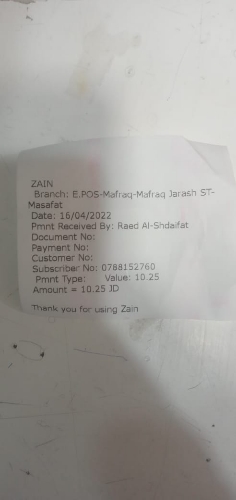 ZAIN
Branch: E.POS-Mafraq-Mafraq Jarash ST-
Masafat
Date: 16/04/2022
Pmnt Received By: Raed Al-Shdaifat
Document No:
Payment No:
Customer No:
Subscriber No: 0788152760
Pmnt Type: Value: 10.25
Amount = 10.25 JD
Thank you for using Zain